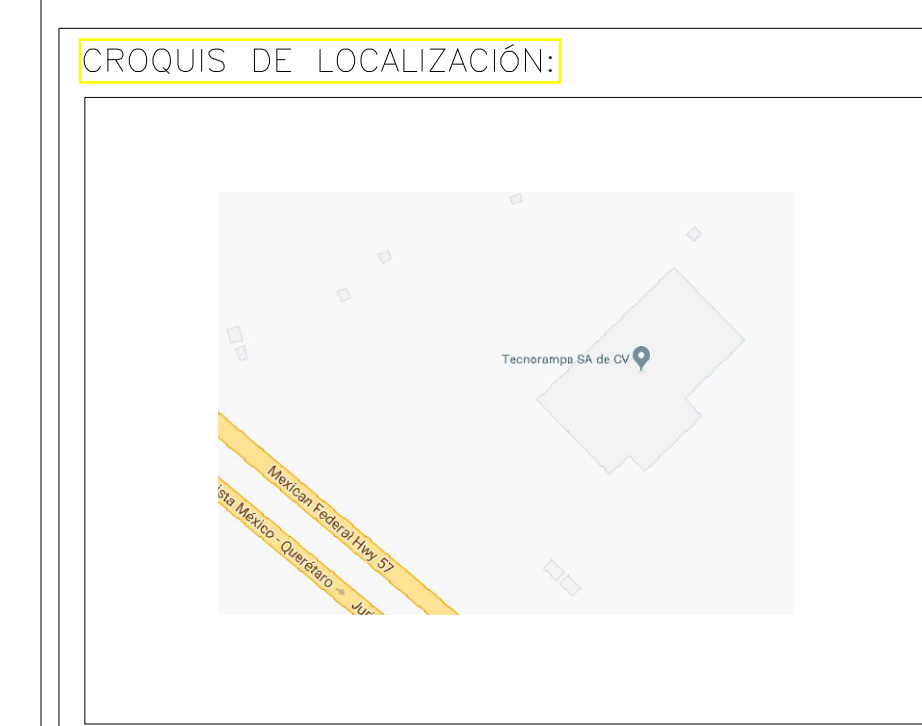 CROQUIS DE LOCALIZACIÓN:
Tecnorampa SA de CV
Mexican Federal Hwy 57
ista México - Querétaro